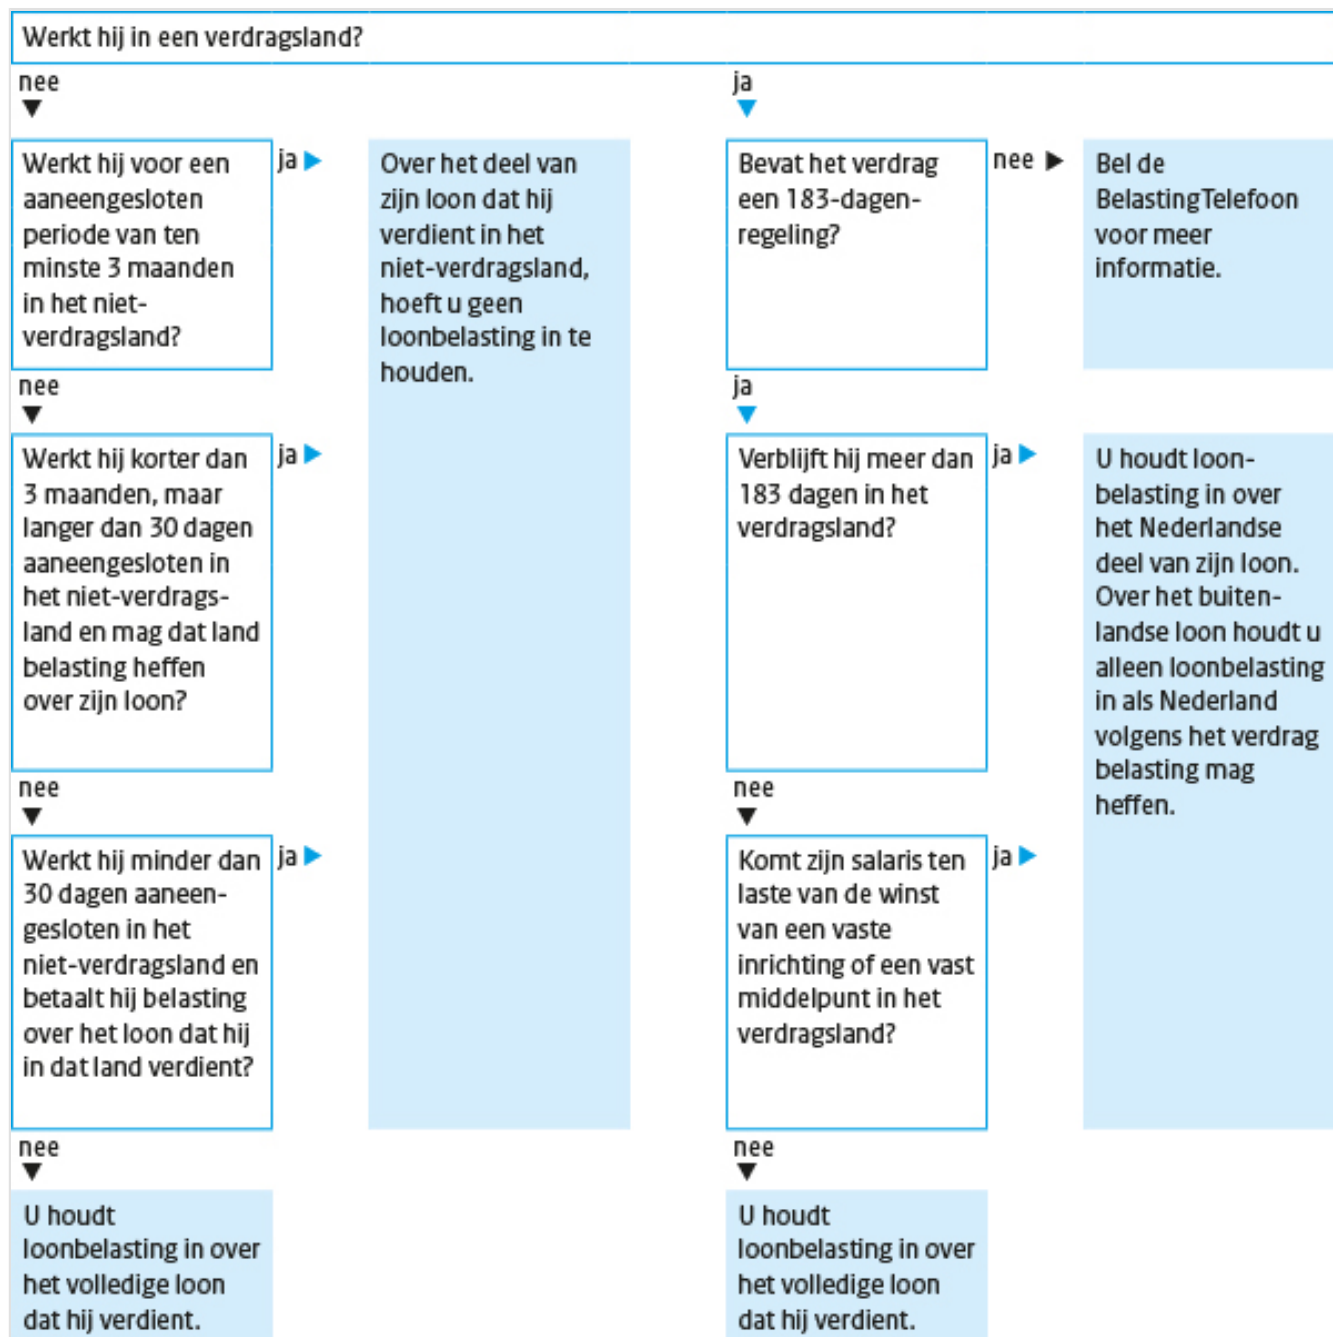 Werkt hij in een verdragsland?
nee
Werkt hij voor een
aaneengesloten
periode van ten
minste 3 maanden
in het niet-
verdragsland?
ja
Over het deel van
zijn loon dat hij
verdient in het
niet-verdragsland,
hoeft u geen
loonbelasting in te
houden.
nee
Werkt hij korter dan
3 maanden, maar
langer dan 30 dagen
aaneengesloten in
het niet-verdrags-
land en mag dat land
belasting heffen
over zijn loon?
ja
nee
Werkt hij minder dan
30 dagen aaneen-
gesloten in het
niet-verdragsland en
betaalt hij belasting
over het loon dat hij
in dat land verdient?
ja
nee
U houdt
loonbelasting in over
het volledige loon
dat hij verdient.
ja
Bevat het verdrag
een 183-dagen-
regeling?
nee
Bel de
BelastingTelefoon
voor meer
informatie.
ja
Verblijft hij meer dan
183 dagen in het
verdragsland?
ja
U houdt loon-
belasting in over
het Nederlandse
deel van zijn loon.
Over het buiten-
landse loon houdt u
alleen loonbelasting
in als Nederland
volgens het verdrag
belasting mag
heffen.
nee
Komt zijn salaris ten
laste van de winst
van een vaste
inrichting of een vast
middelpunt in het
verdragsland?
ja
nee
U houdt
loonbelasting in over
het volledige loon
dat hij verdient.